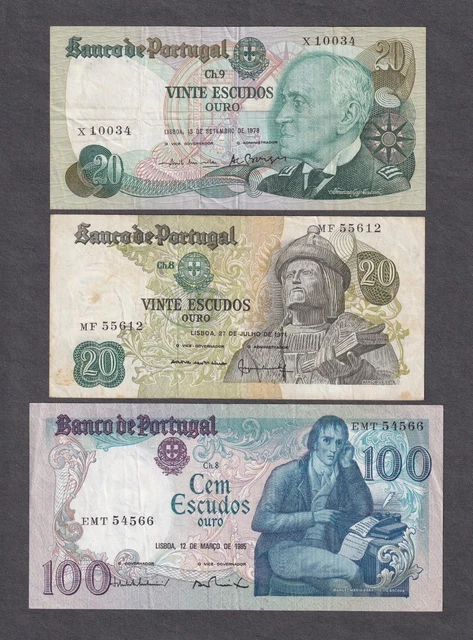 Banco de Portugal
X 10034
20
Ch.9
VINTE ESCUDOS
OURO
X 10034
LISBOA, 13 DE SETEMBRO DE 1978
O VICE-GOVERNADOR
O ADMINISTRADOR
20
Banco de Portugal
MF 55612
Ch.8
20
VINTE ESCUDOS
OURO
MF 55612
LISBOA, 27 DE JULHO DE 1971
O VICE-GOVERNADOR
O ADMINISTRADOR
20
Banco de Portugal
EMT 54566
100
Ch.8
Cem
Escudos
ouro
EMT 54566
LISBOA, 12 DE MARÇO DE 1985
O VICE-GOVERNADOR
O ADMINISTRADOR
100